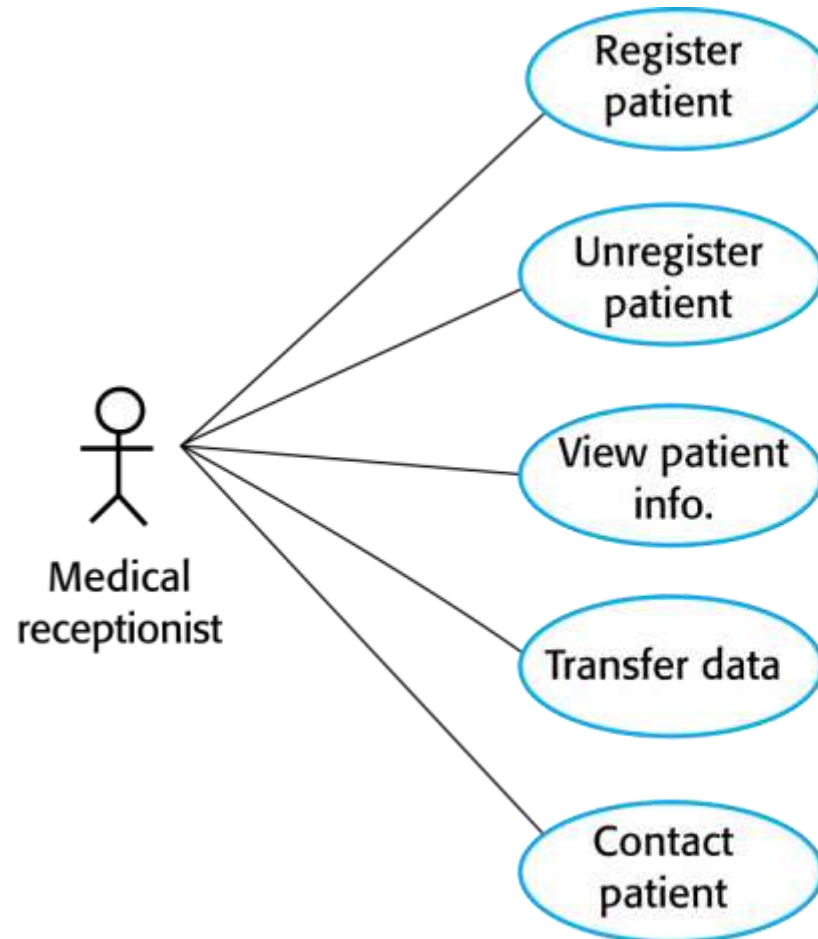 Register
patient
Unregister
patient
View patient
info.
Medical
receptionist
Transfer data
Contact
patient